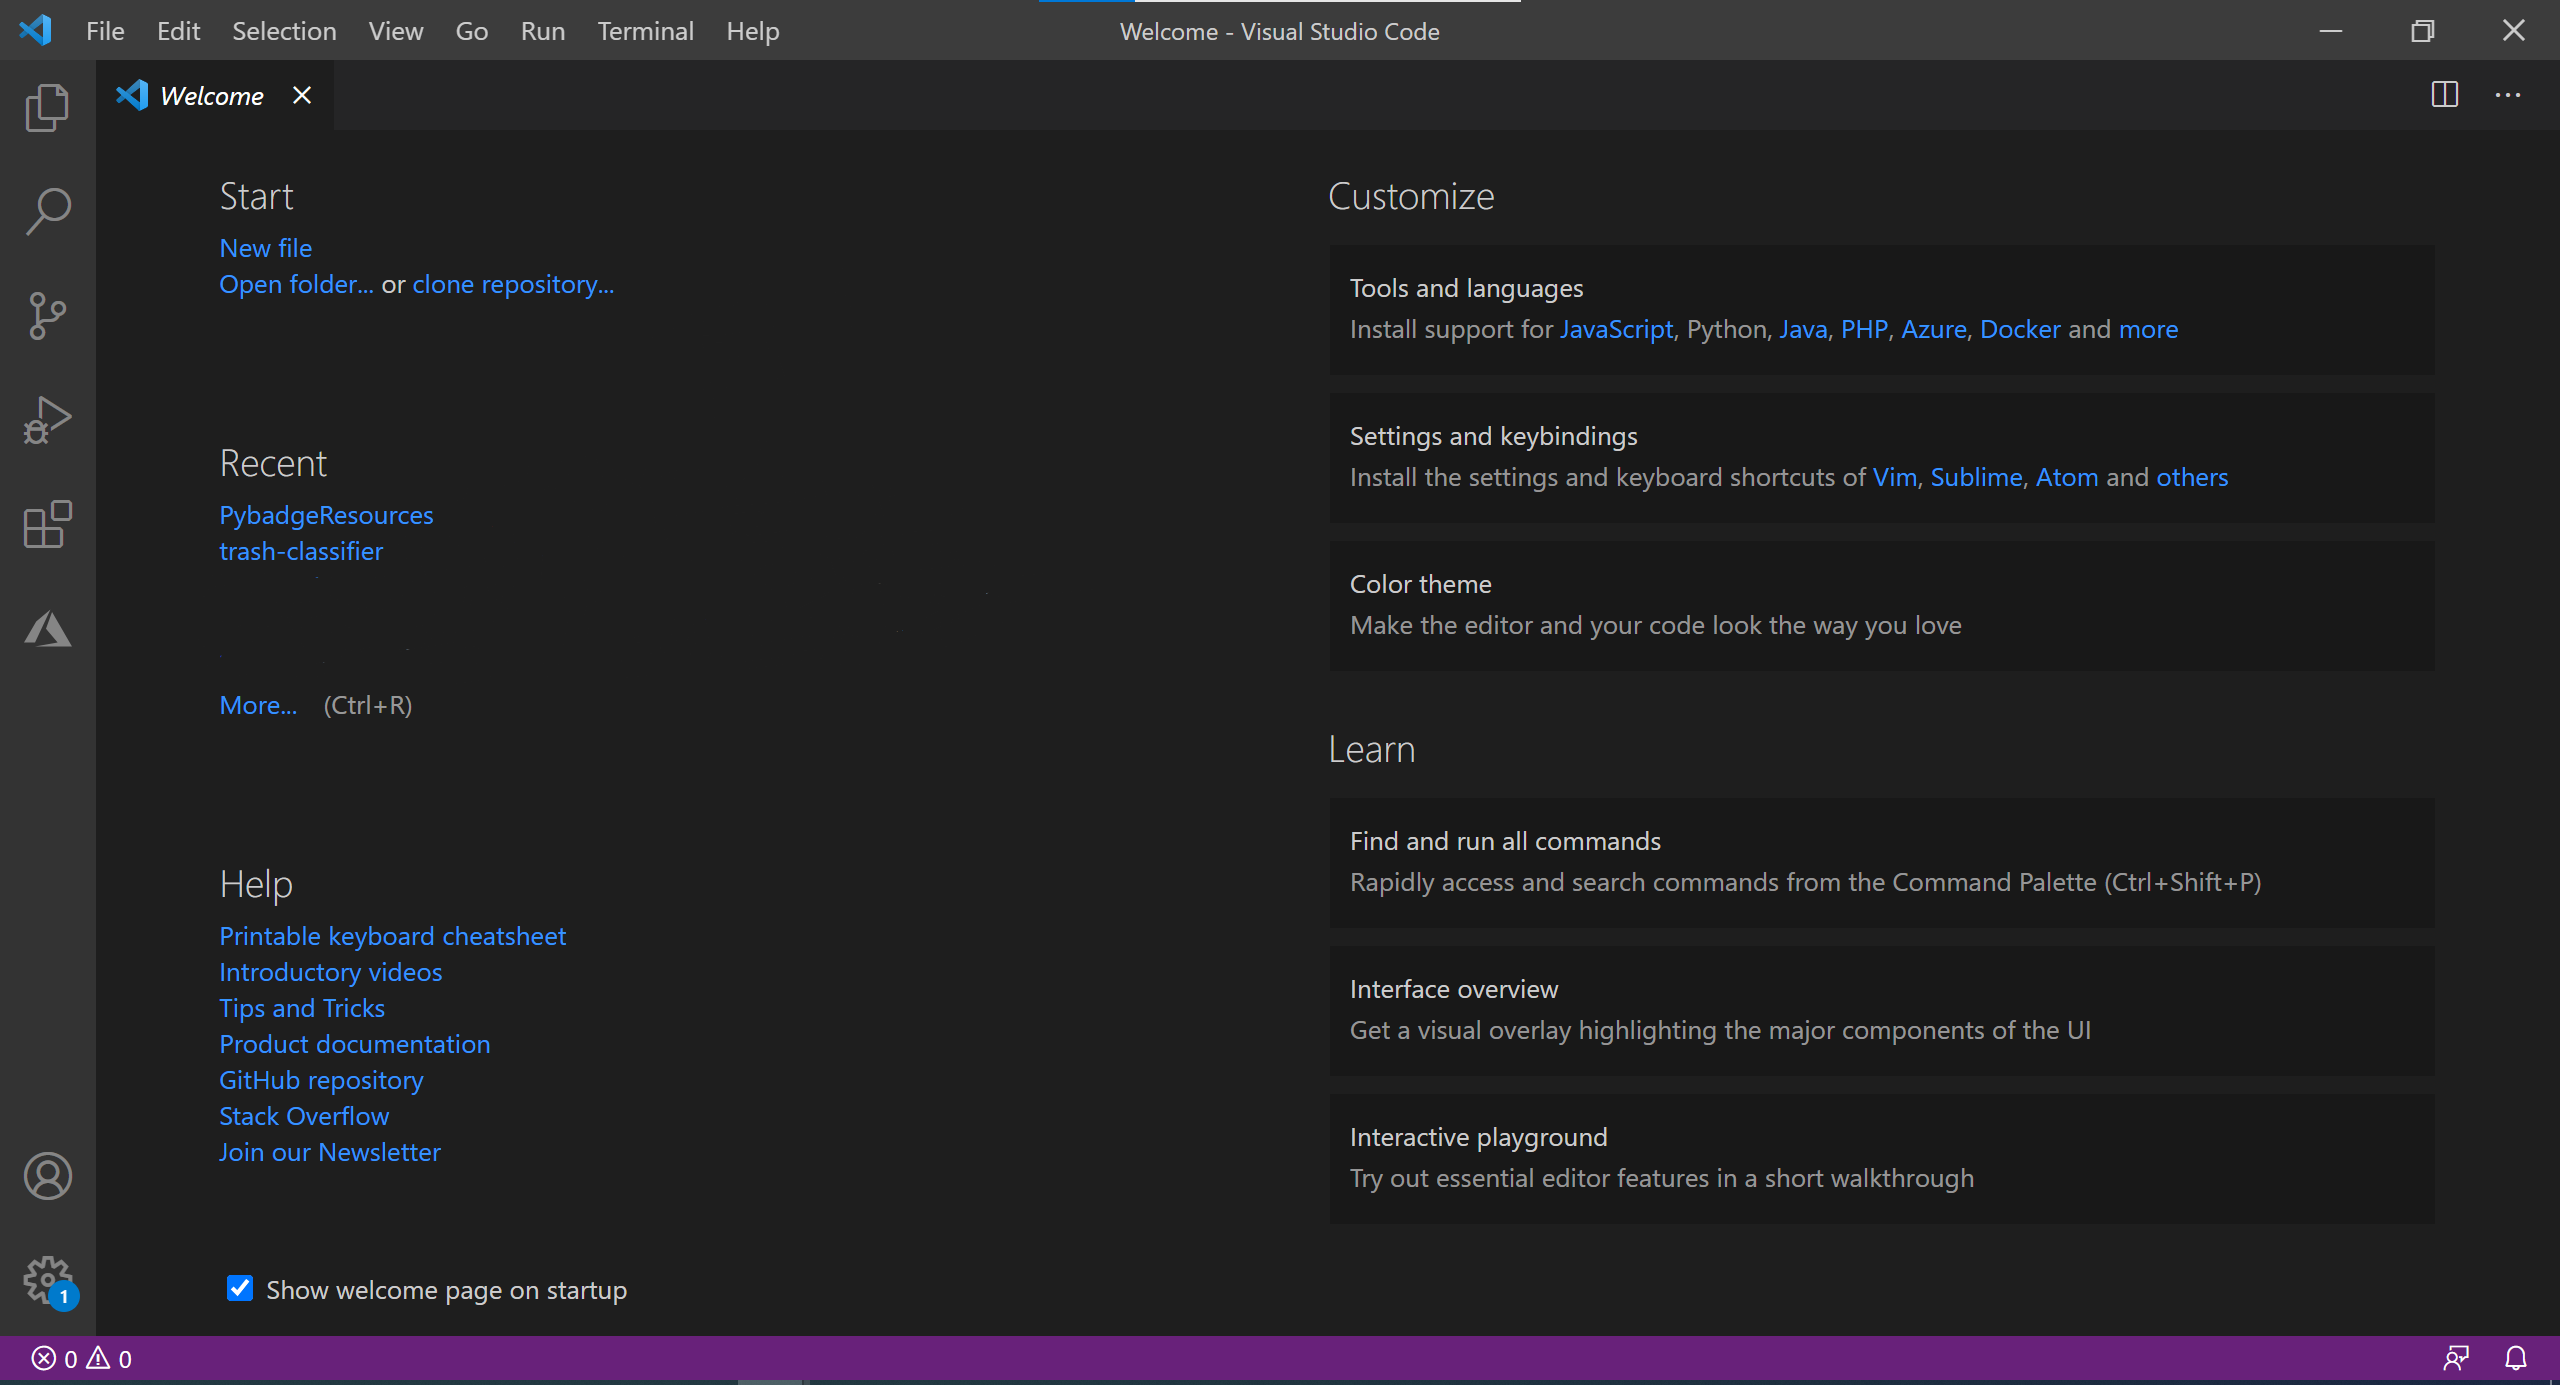 File Edit Selection View Go Run Terminal Help
Welcome - Visual Studio Code
Welcome
Start
New file
Open folder... or clone repository...
Recent
PybadgeResources
trash-classifier
More... (Ctrl+R)
Help
Printable keyboard cheatsheet
Introductory videos
Tips and Tricks
Product documentation
GitHub repository
Stack Overflow
Join our Newsletter
Show welcome page on startup
Customize
Tools and languages
Install support for JavaScript, Python, Java, PHP, Azure, Docker and more
Settings and keybindings
Install the settings and keyboard shortcuts of Vim, Sublime, Atom and others
Color theme
Make the editor and your code look the way you love
Learn
Find and run all commands
Rapidly access and search commands from the Command Palette (Ctrl+Shift+P)
Interface overview
Get a visual overlay highlighting the major components of the UI
Interactive playground
Try out essential editor features in a short walkthrough
1
0 0